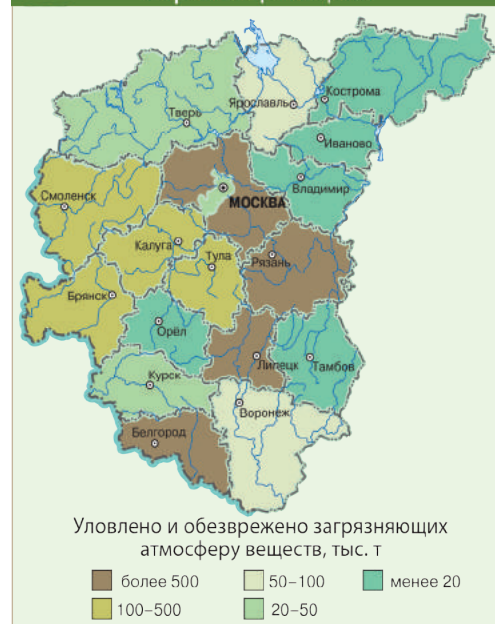 Кострома
Ярославль
Иваново
Тверь
Владимир
МОСКВА
Смоленск
Калуга
Рязань
Тула
Брянск
Орёл
Липецк
Тамбов
Курск
Воронеж
Белгород
Уловлено и обезврежено загрязняющих
атмосферу веществ, тыс. т
более 500 50–100 менее 20
100–500 20–50